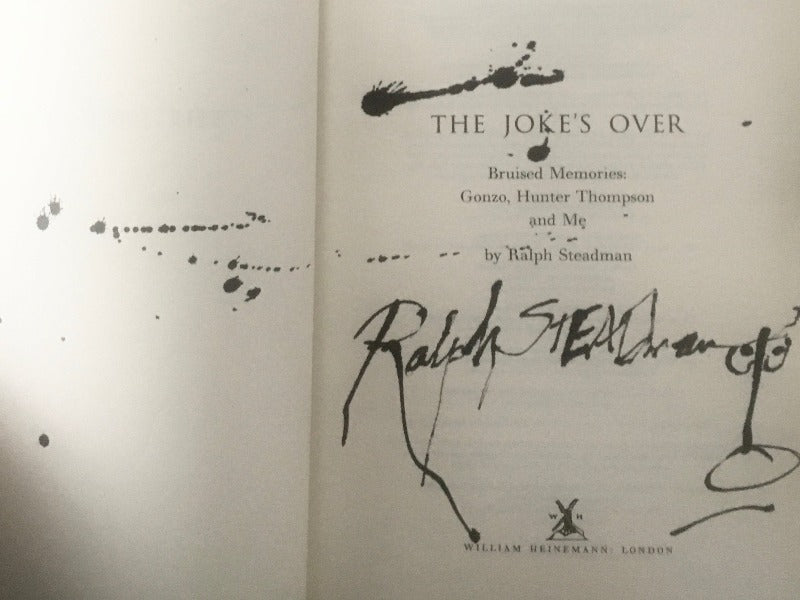 THE JOKE'S OVER
Bruised Memories:
Gonzo, Hunter Thompson
and Me
by Ralph Steadman
Ralph STEADman
W H
WILLIAM HEINEMANN: LONDON